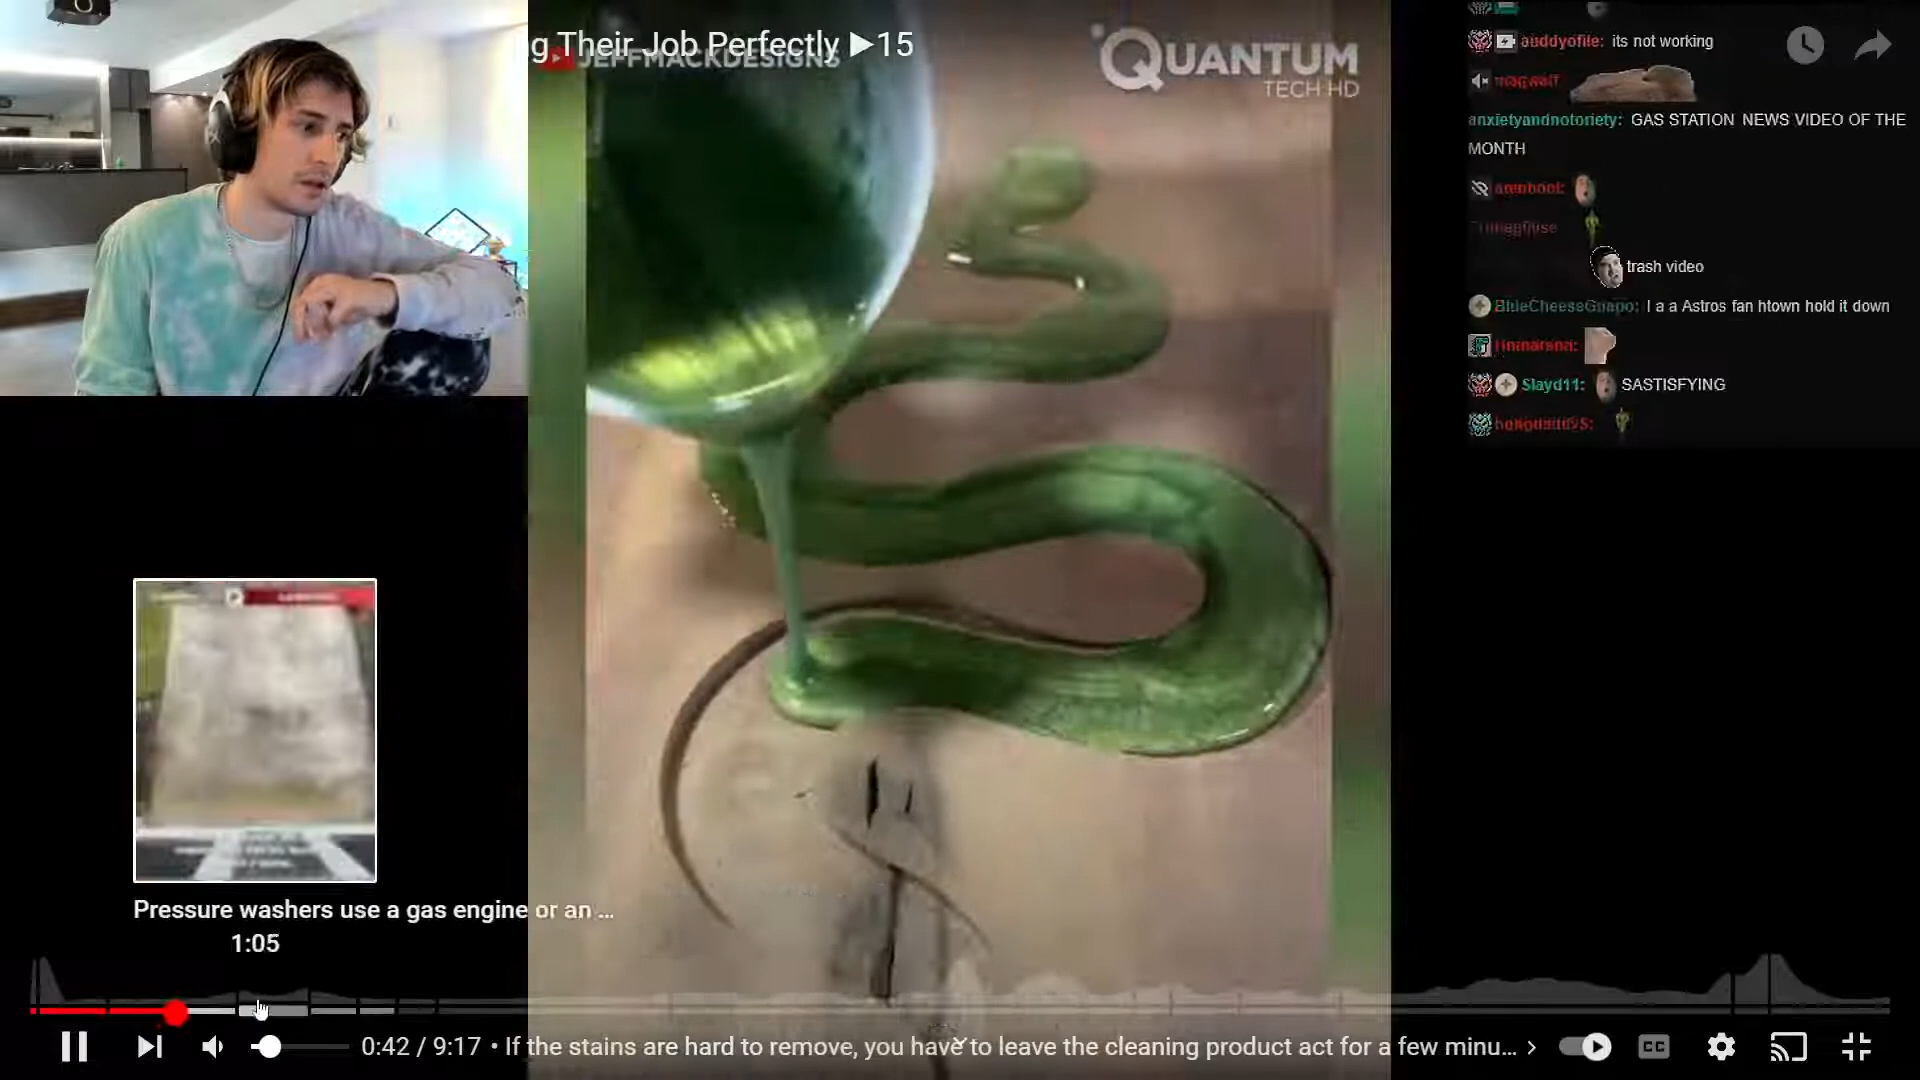 g Their Job Perfectly ▶15
JEFFMACKDESIGNS
QUANTUM
TECH HD
auddyofile: its not working
anxietyandnotoriety: GAS STATION NEWS VIDEO OF THE
MONTH
trash video
BlueCheeseGuapo: I a a Astros fan htown hold it down
Slayd11: SASTISFYING
Pressure washers use a gas engine or an ...
1:05
0:42 / 9:17 • If the stains are hard to remove, you have to leave the cleaning product act for a few minu...
CC